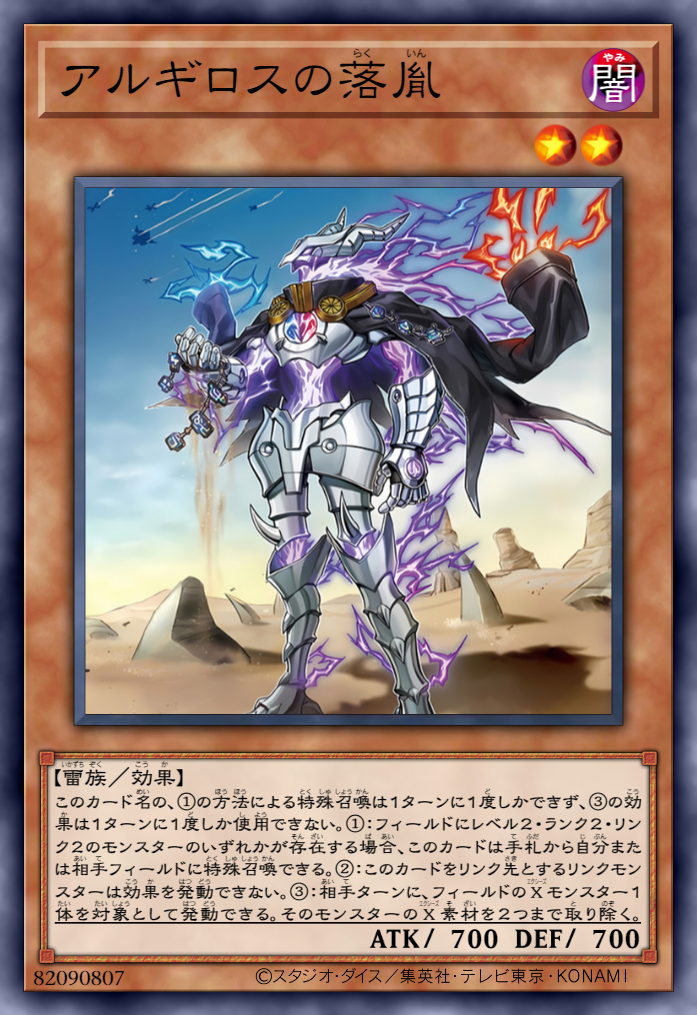 アルギロスの落胤
闇
【雷族／効果】
このカード名の、①の方法による特殊召喚は1ターンに1度しかできず、③の効
果は1ターンに1度しか使用できない。①：フィールドにレベル２・ランク２・リン
ク２のモンスターのいずれかが存在する場合、このカードは手札から自分また
は相手フィールドに特殊召喚できる。②：このカードをリンク先とするリンクモン
スターは効果を発動できない。③：相手ターンに、フィールドのXモンスター１
体を対象として発動できる。そのモンスターのX素材を２つまで取り除く。
ATK/ 700 DEF/ 700
82090807 ©スタジオ・ダイス／集英社・テレビ東京・KONAMI